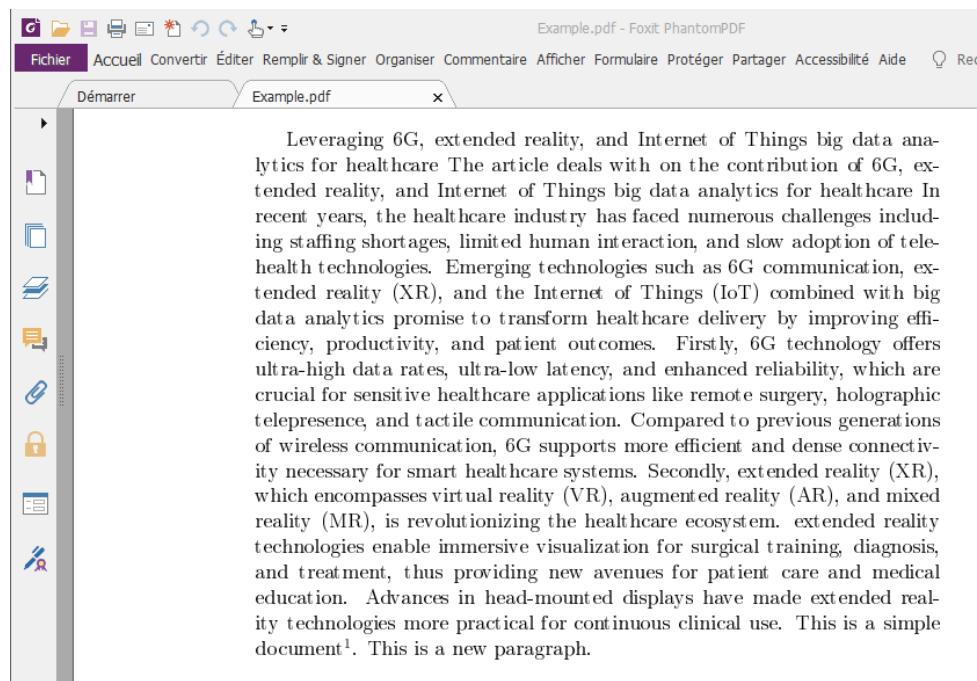 Example.pdf - Foxit PhantomPDF
Fichier Accueil Convertir Éditer Remplir & Signer Organiser Commentaire Afficher Formulaire Protéger Partager Accessibilité Aide
Démarrer Example.pdf x
Leveraging 6G, extended reality, and Internet of Things big data ana-
lytics for healthcare The article deals with on the contribution of 6G, ex-
tended reality, and Internet of Things big data analytics for healthcare In
recent years, the healthcare industry has faced numerous challenges includ-
ing staffing shortages, limited human interaction, and slow adoption of tele-
health technologies. Emerging technologies such as 6G communication, ex-
tended reality (XR), and the Internet of Things (IoT) combined with big
data analytics promise to transform healthcare delivery by improving effi-
ciency, productivity, and patient outcomes. Firstly, 6G technology offers
ultra-high data rates, ultra-low latency, and enhanced reliability, which are
crucial for sensitive healthcare applications like remote surgery, holographic
telepresence, and tactile communication. Compared to previous generations
of wireless communication, 6G supports more efficient and dense connectiv-
ity necessary for smart healthcare systems. Secondly, extended reality (XR),
which encompasses virtual reality (VR), augmented reality (AR), and mixed
reality (MR), is revolutionizing the healthcare ecosystem. extended reality
technologies enable immersive visualization for surgical training, diagnosis,
and treatment, thus providing new avenues for patient care and medical
education. Advances in head-mounted displays have made extended real-
ity technologies more practical for continuous clinical use. This is a simple
document¹. This is a new paragraph.